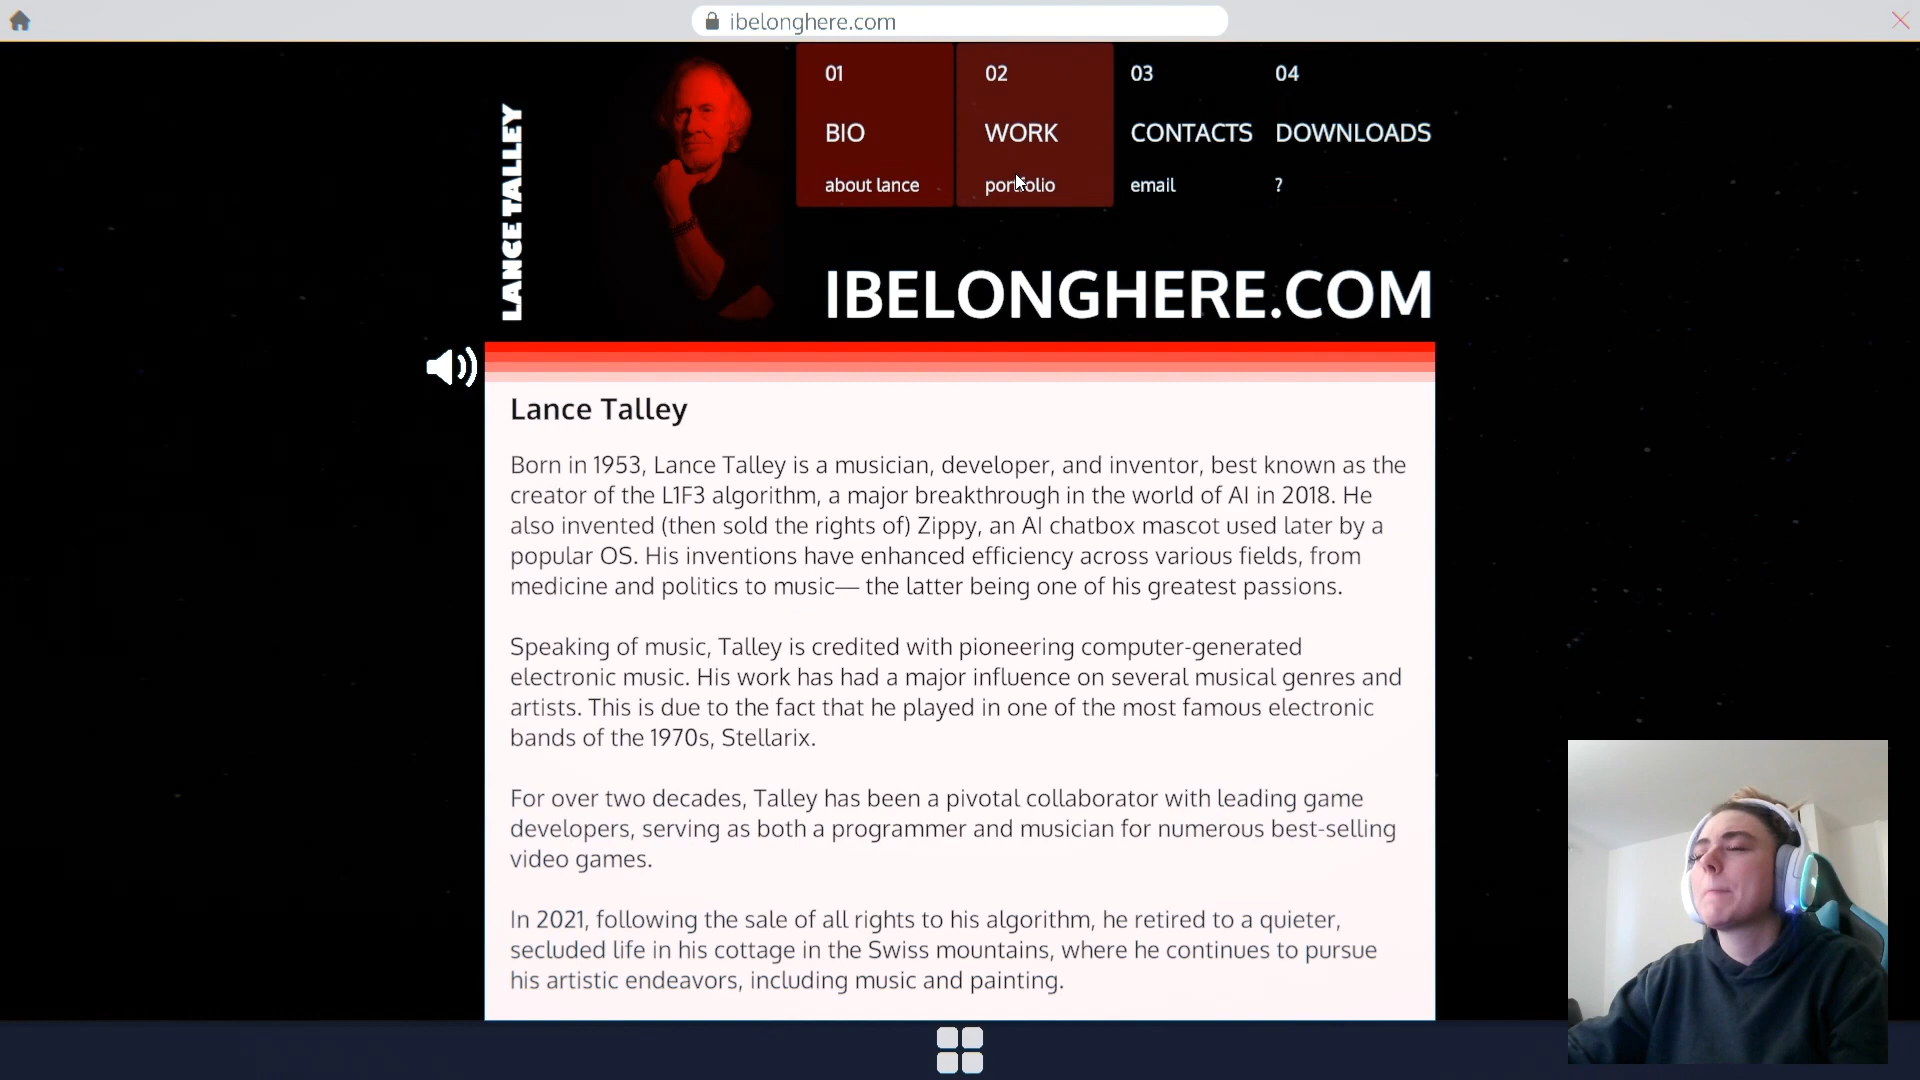 ibelonghere.com
LANCE TALLEY
01
BIO
about lance
02
WORK
portfolio
03
CONTACTS
email
04
DOWNLOADS
?
IBELONGHERE.COM
Lance Talley
Born in 1953, Lance Talley is a musician, developer, and inventor, best known as the
creator of the L1F3 algorithm, a major breakthrough in the world of AI in 2018. He
also invented (then sold the rights of) Zippy, an AI chatbox mascot used later by a
popular OS. His inventions have enhanced efficiency across various fields, from
medicine and politics to music— the latter being one of his greatest passions.
Speaking of music, Talley is credited with pioneering computer-generated
electronic music. His work has had a major influence on several musical genres and
artists. This is due to the fact that he played in one of the most famous electronic
bands of the 1970s, Stellarix.
For over two decades, Talley has been a pivotal collaborator with leading game
developers, serving as both a programmer and musician for numerous best-selling
video games.
In 2021, following the sale of all rights to his algorithm, he retired to a quieter,
secluded life in his cottage in the Swiss mountains, where he continues to pursue
his artistic endeavors, including music and painting.